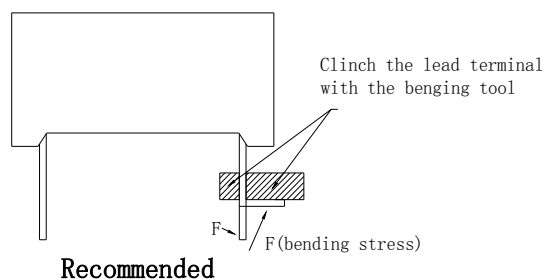 Clinch the lead terminal
with the benging tool
F
F(bending stress)
Recommended